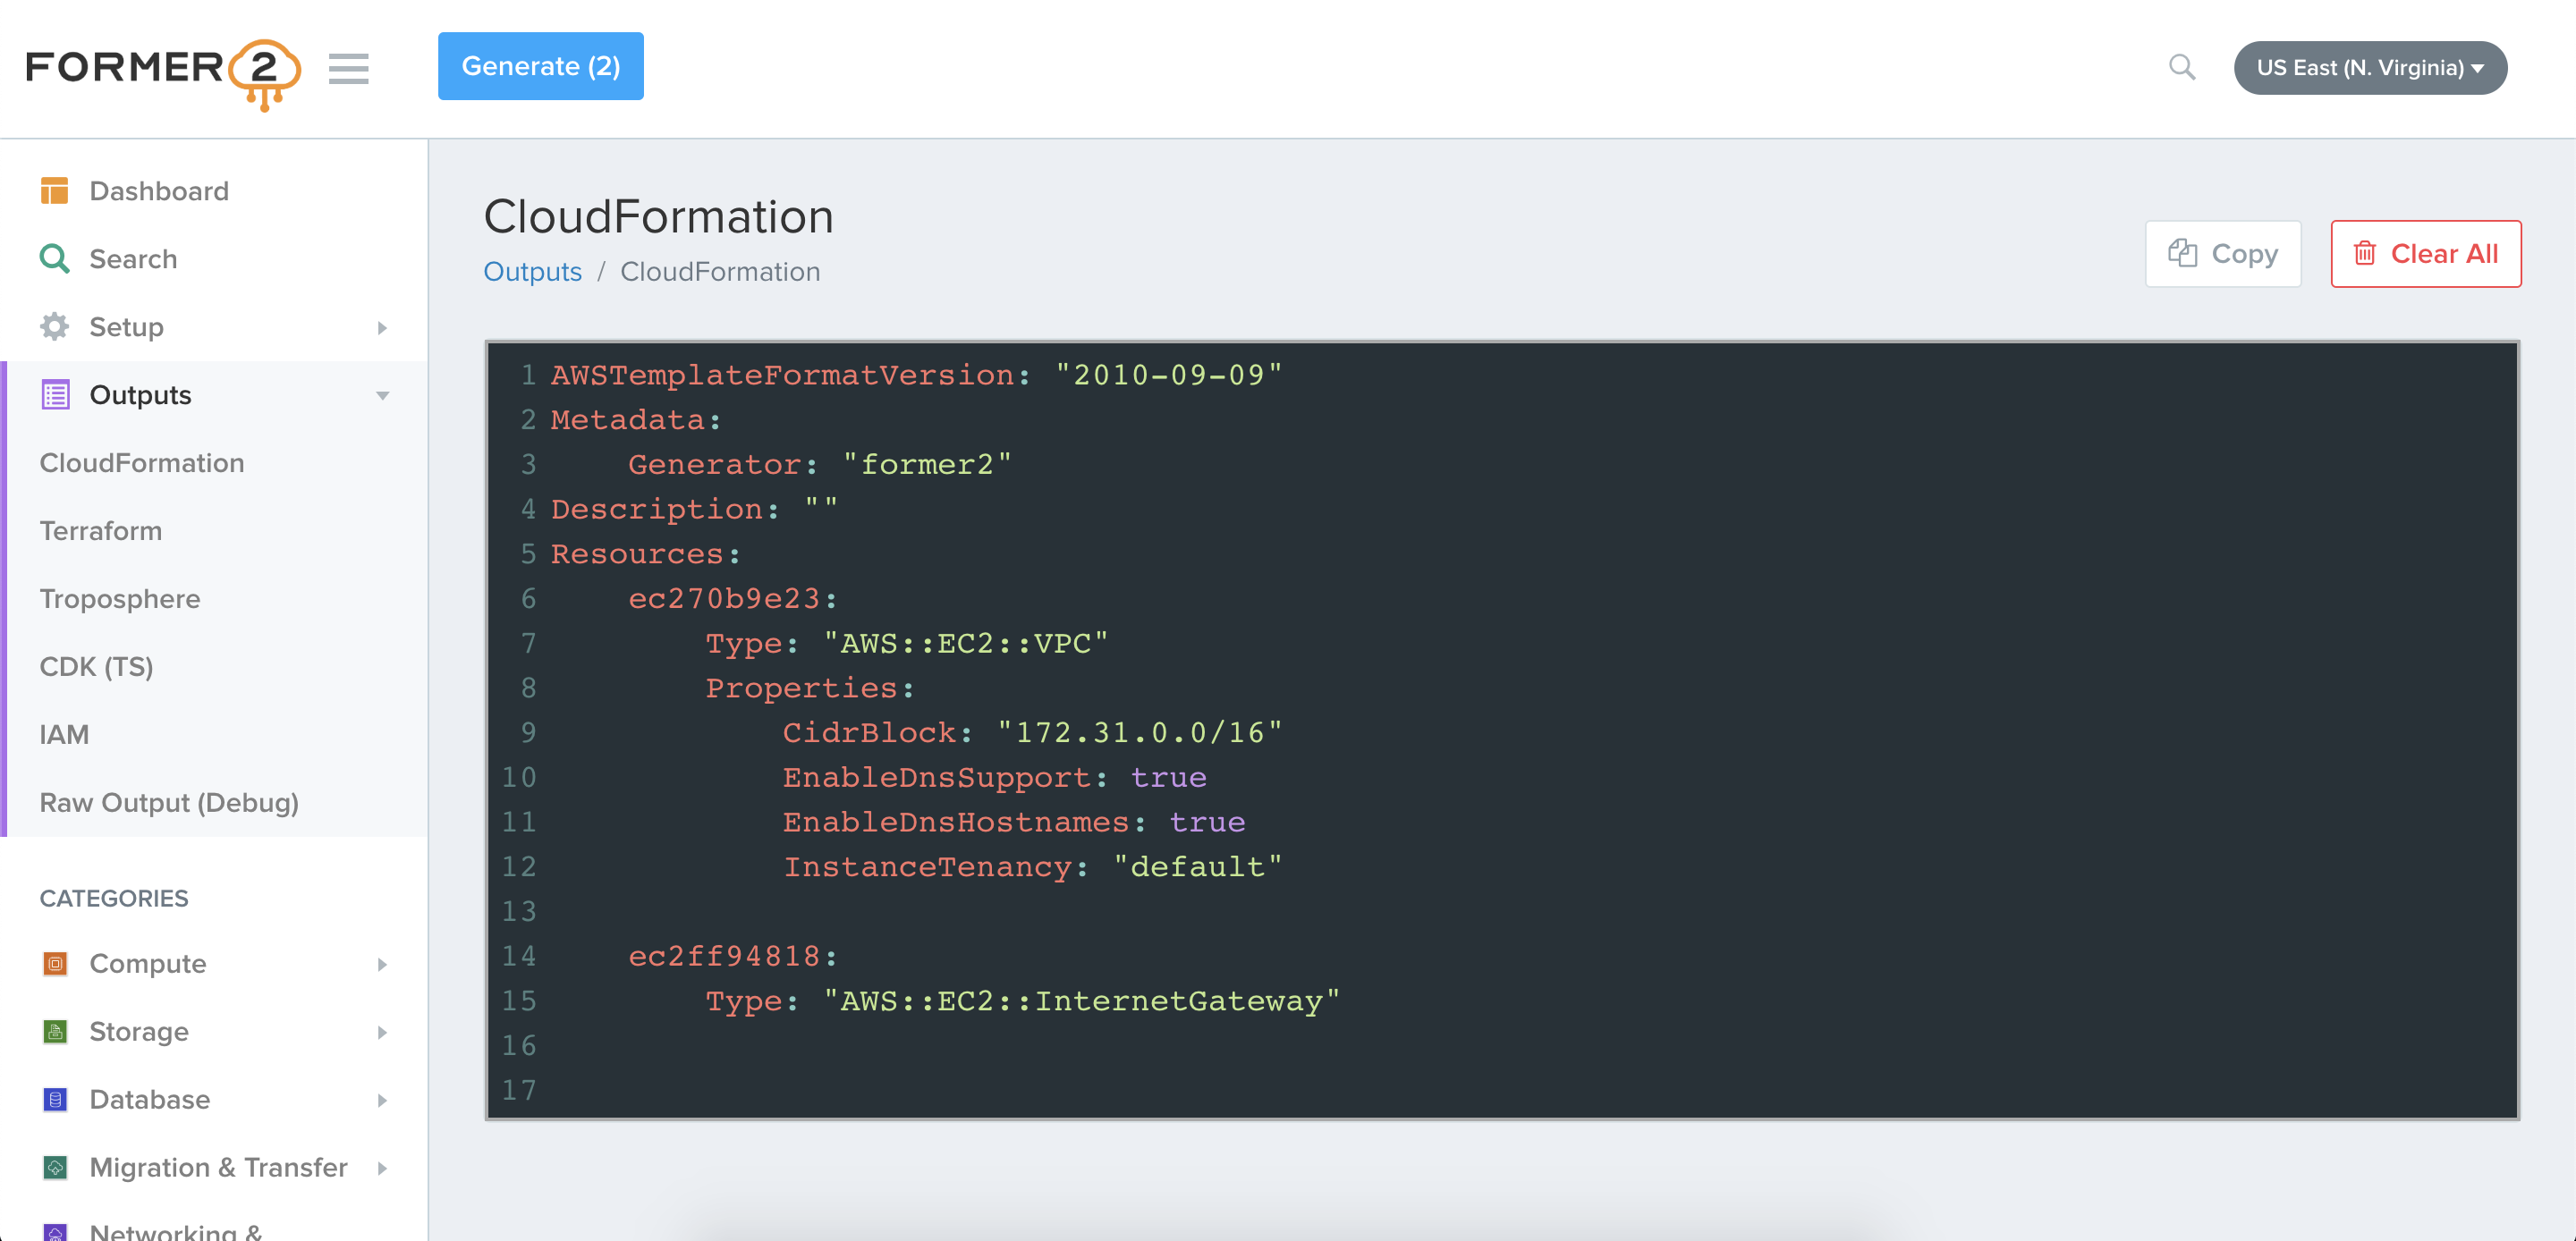 FORMER2
Generate (2)
US East (N. Virginia)
Dashboard
Search
Setup
Outputs
CloudFormation
Terraform
Troposphere
CDK (TS)
IAM
Raw Output (Debug)
CATEGORIES
Compute
Storage
Database
Migration & Transfer
Networking &
CloudFormation
Outputs / CloudFormation
Copy
Clear All
1 AWSTemplateFormatVersion: "2010-09-09"
2 Metadata:
3     Generator: "former2"
4 Description: ""
5 Resources:
6     ec270b9e23:
7         Type: "AWS::EC2::VPC"
8         Properties:
9             CidrBlock: "172.31.0.0/16"
10             EnableDnsSupport: true
11             EnableDnsHostnames: true
12             InstanceTenancy: "default"
13
14     ec2ff94818:
15         Type: "AWS::EC2::InternetGateway"
16
17